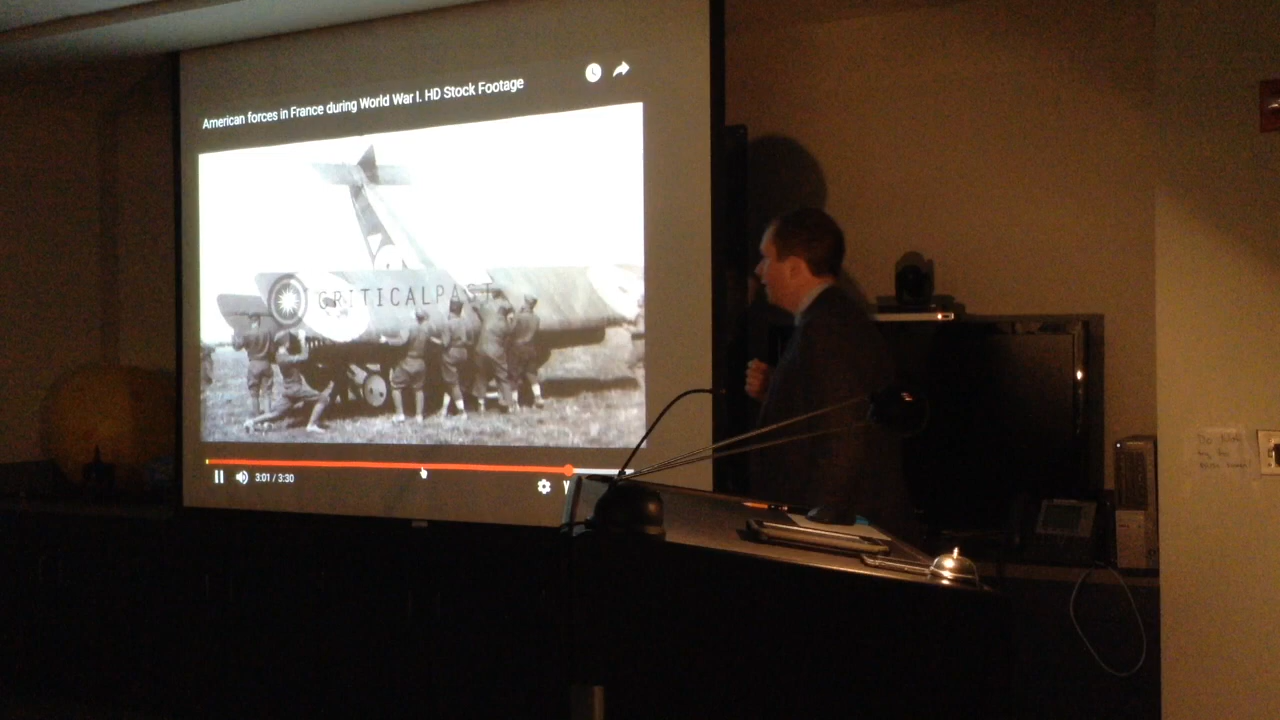 American forces in France during World War I. HD Stock Footage
CRITICALPAST
3:01 / 3:30